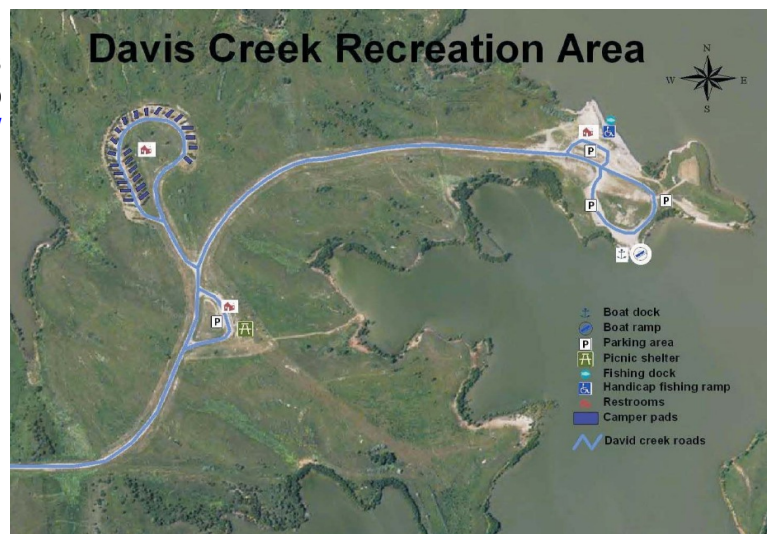 Davis Creek Recreation Area
N
W E
S
P
P
P
P
Boat dock
Boat ramp
P Parking area
Picnic shelter
Fishing dock
Handicap fishing ramp
Restrooms
Camper pads
David creek roads